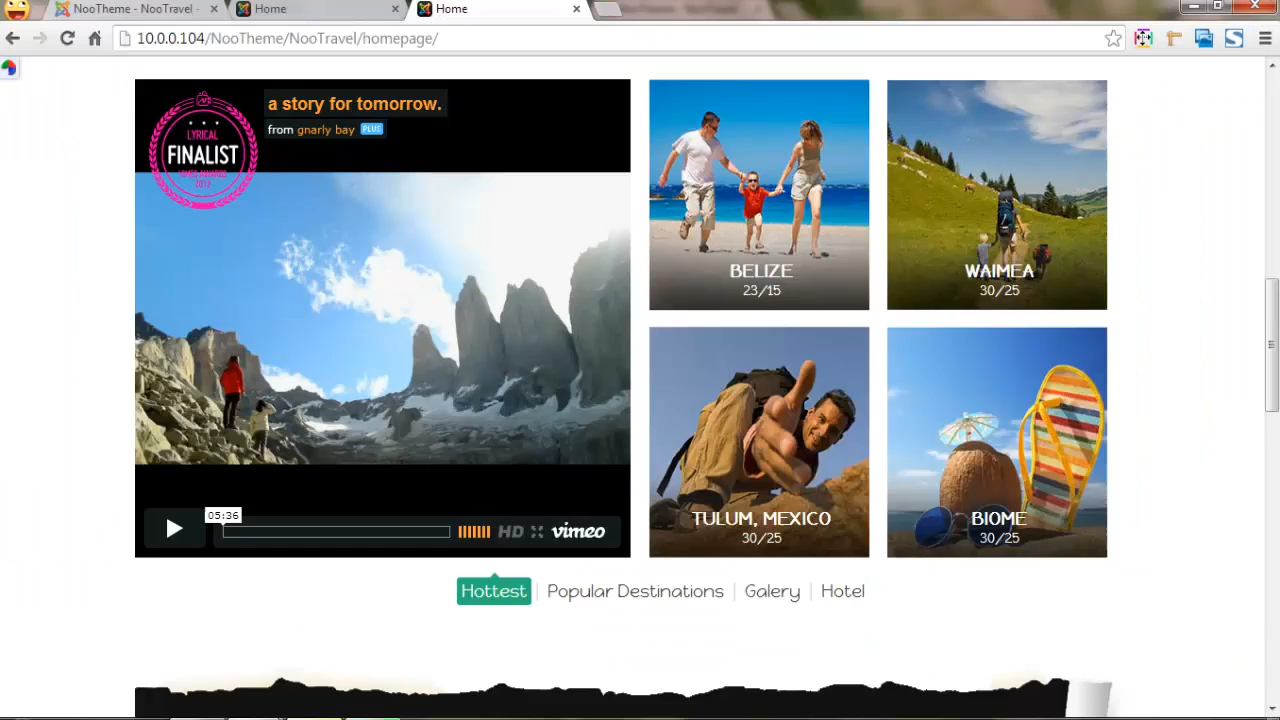 NooTheme - NooTravel -
Home
Home
10.0.0.104/NooTheme/NooTravel/homepage/
a story for tomorrow.
from gnarly bay PLUS
LYRICAL
FINALIST
05:36
HD
vimeo
BELIZE
23/15
WAIMEA
30/25
TULUM, MEXICO
30/25
BIOME
30/25
Hottest
Popular Destinations
Galery
Hotel